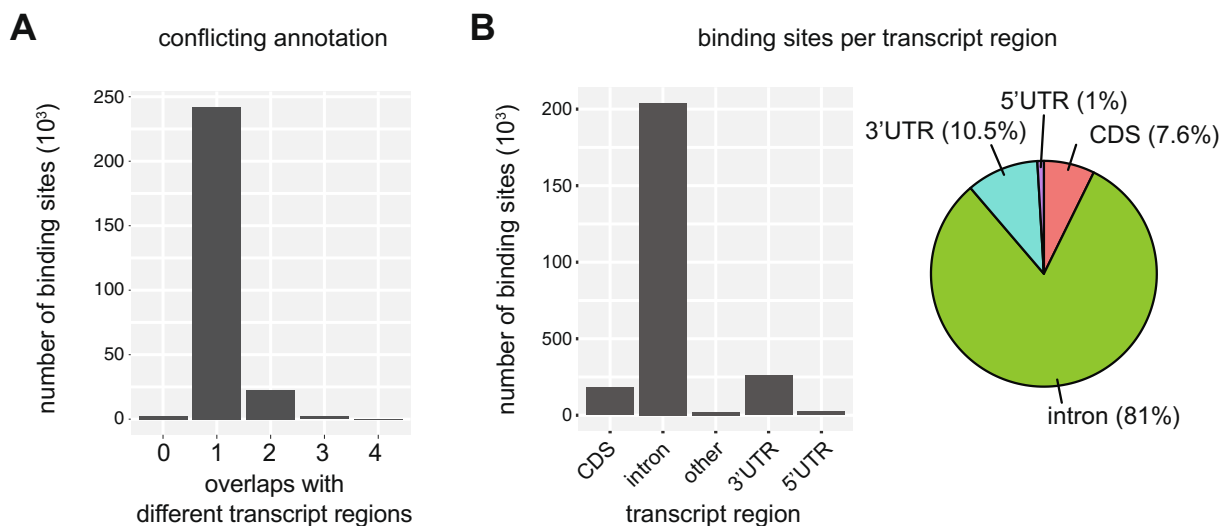 A
conflicting annotation
number of binding sites (10³)
250
200
150
100
50
0
0 1 2 3 4
overlaps with
different transcript regions
B
binding sites per transcript region
number of binding sites (10³)
200
150
100
500
0
CDS
intron
other
3'UTR
5'UTR
transcript region
5'UTR (1%)
3'UTR (10.5%)
CDS (7.6%)
intron (81%)